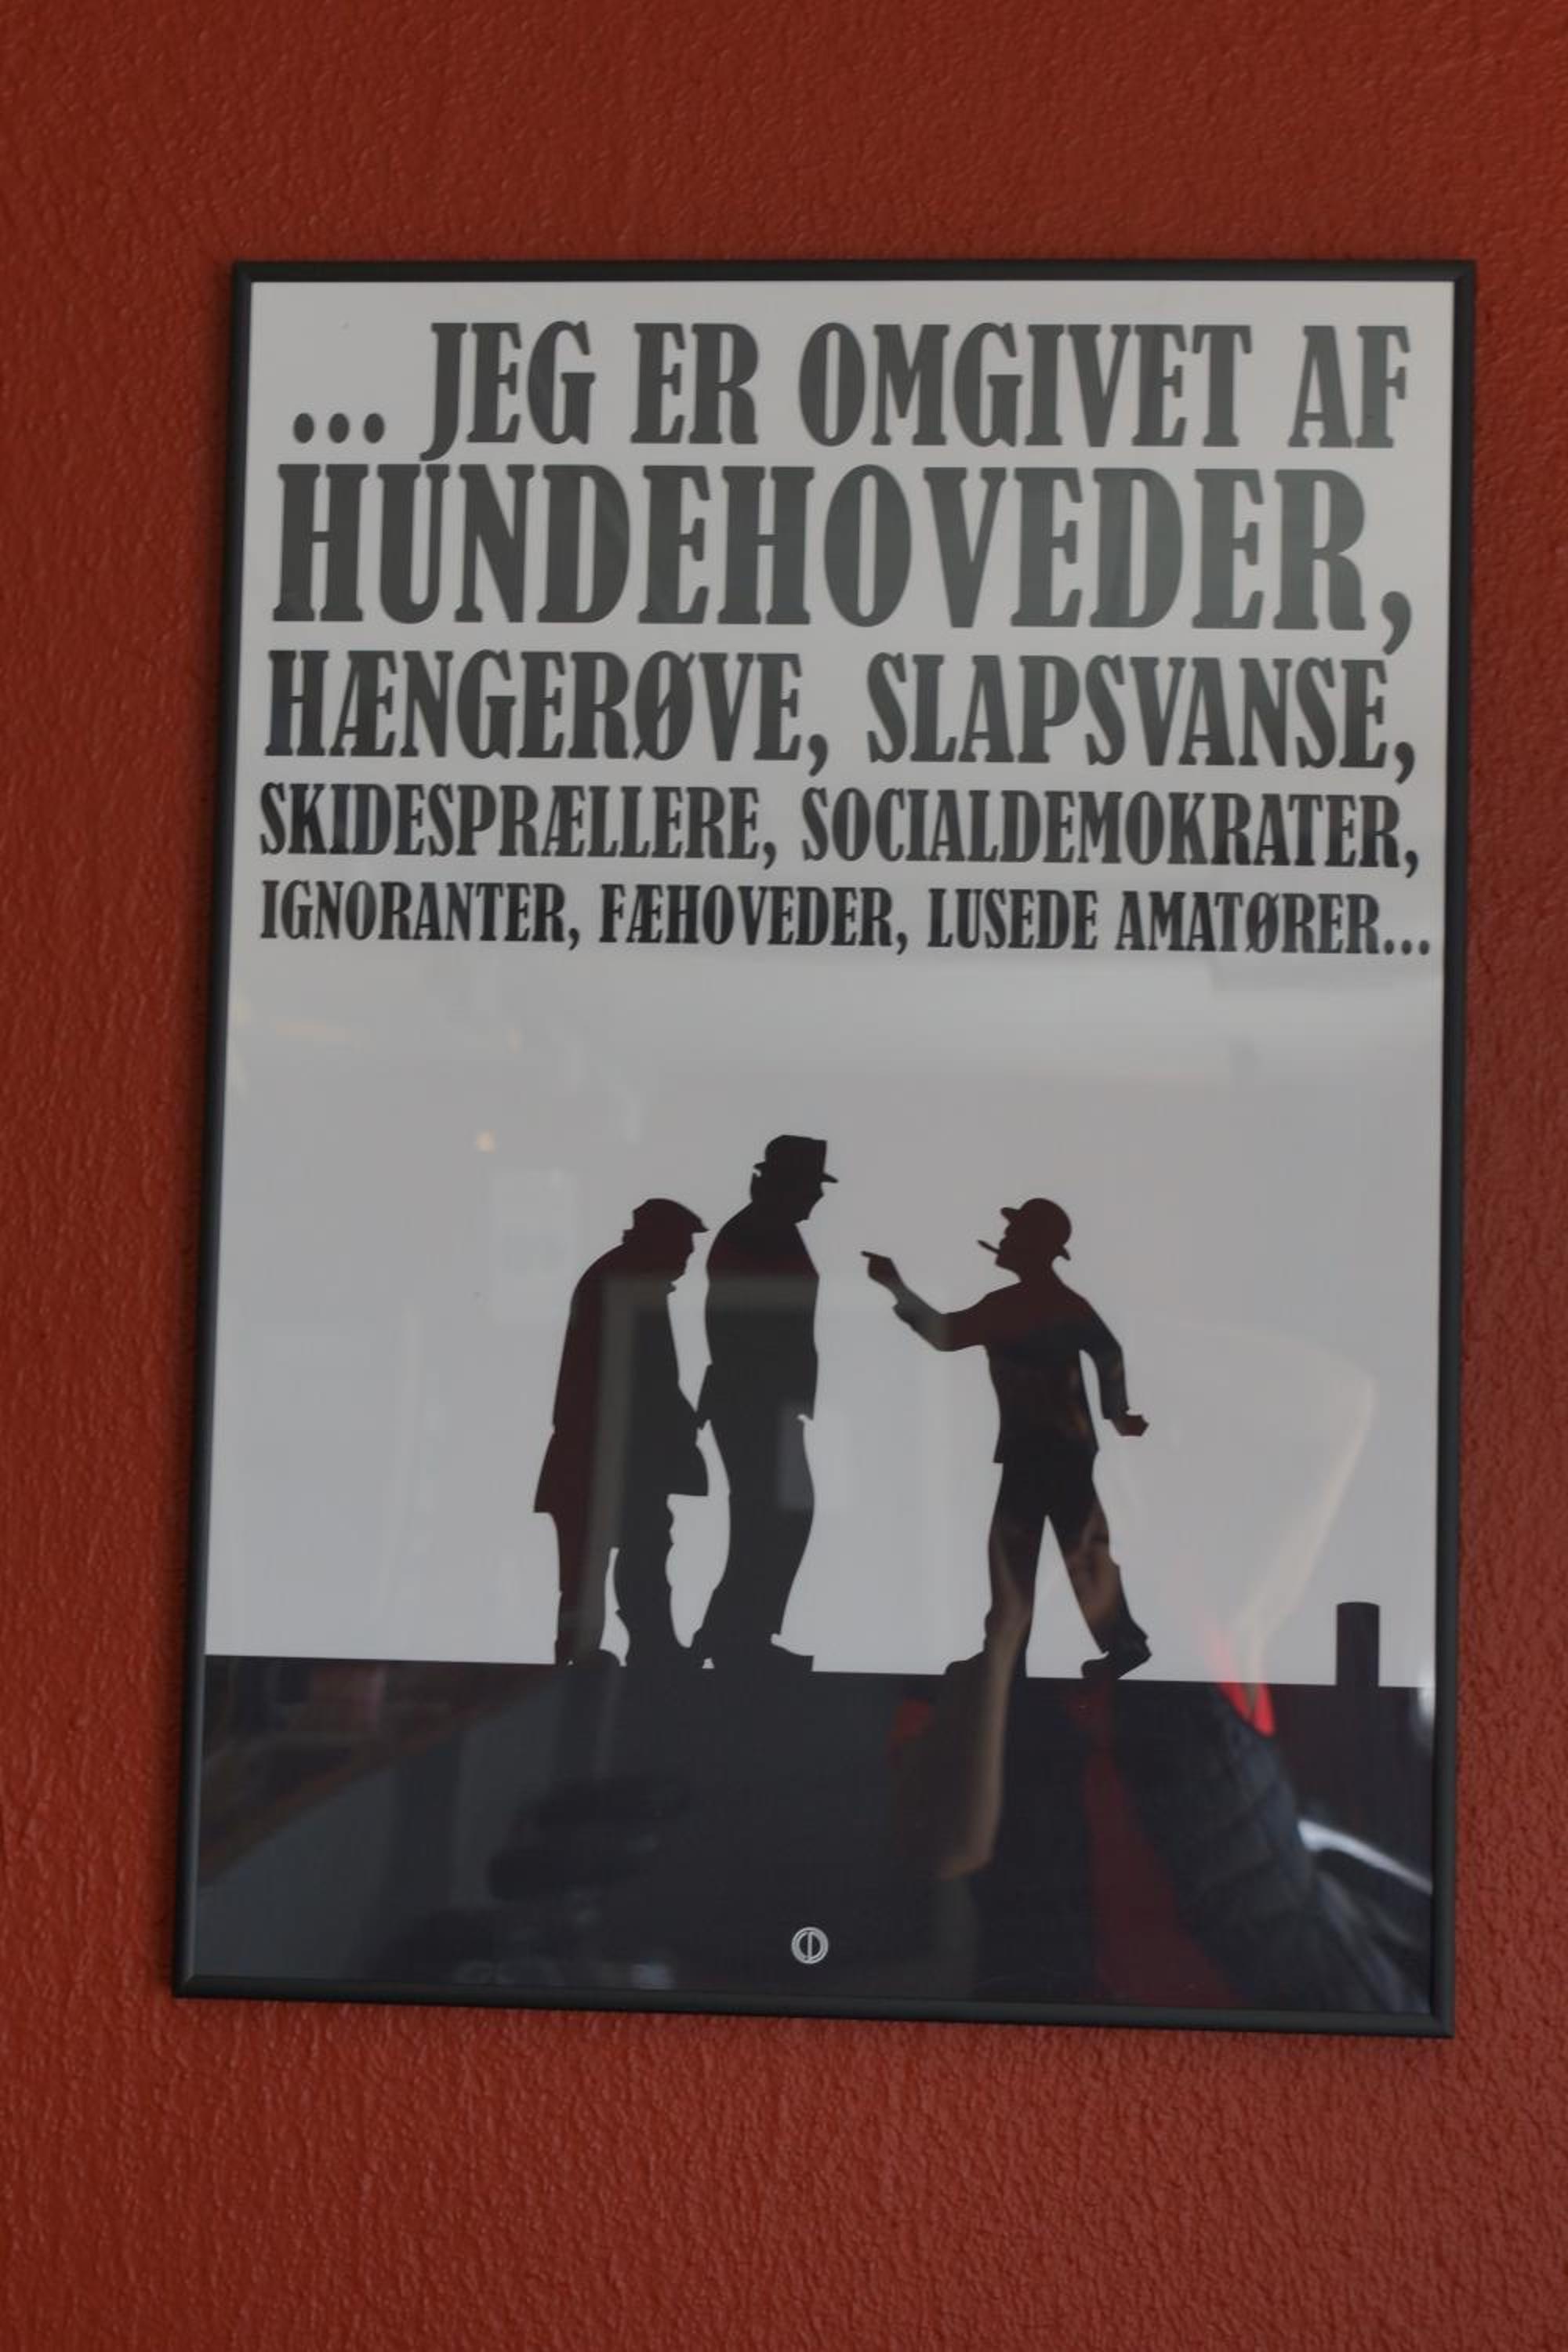 ... JEG ER OMGIVET AF
HUNDEHOVEDER,
HÆNGERØVE, SLAPSVANSE,
SKIDESPRÆLLERE, SOCIALDEMOKRATER,
IGNORANTER, FÆHOVEDER, LUSEDE AMATØRER...